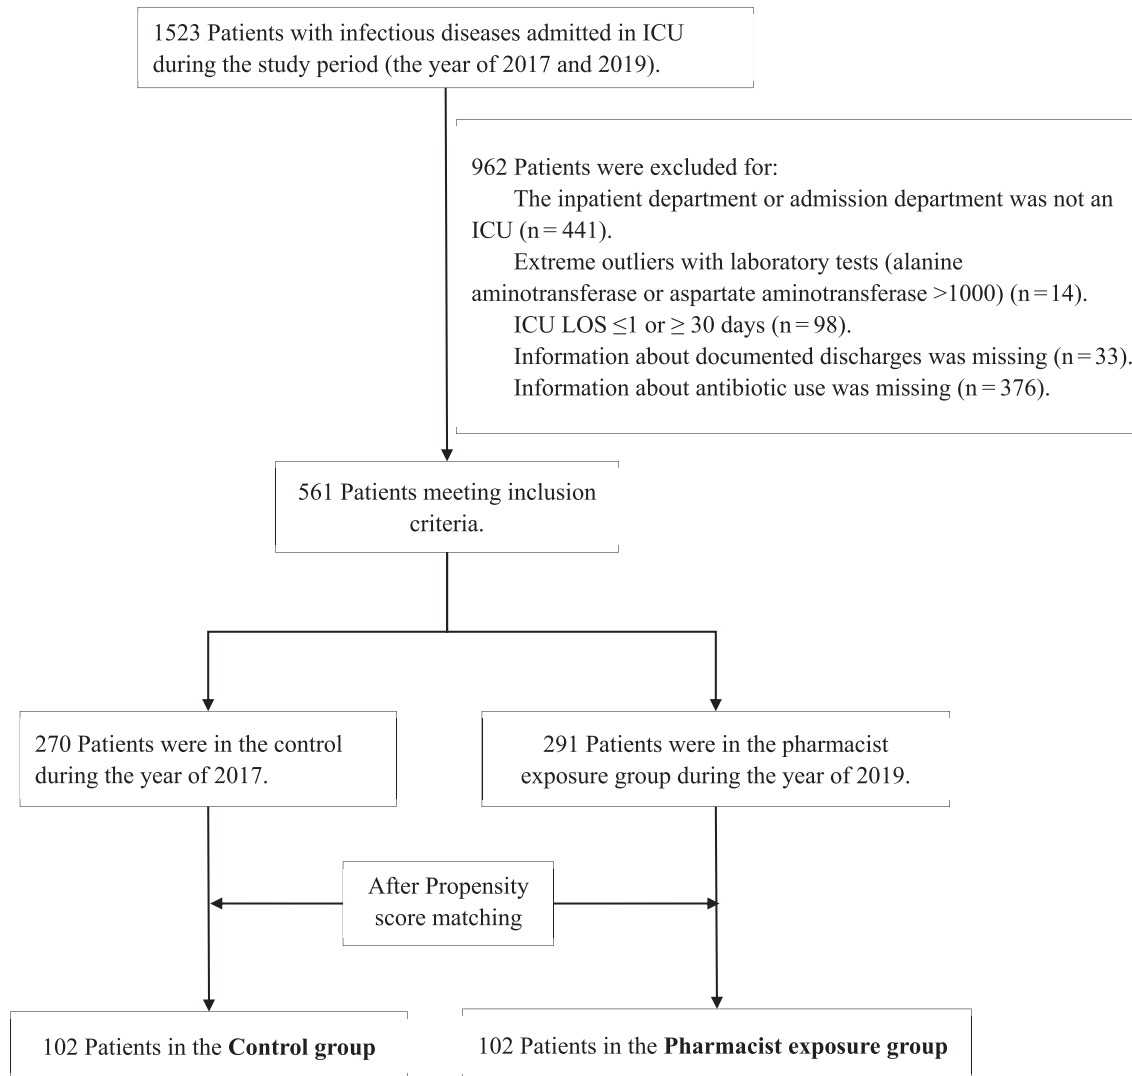 1523 Patients with infectious diseases admitted in ICU
during the study period (the year of 2017 and 2019).
962 Patients were excluded for:
The inpatient department or admission department was not an
ICU (n = 441).
Extreme outliers with laboratory tests (alanine
aminotransferase or aspartate aminotransferase >1000) (n = 14).
ICU LOS ≤1 or ≥ 30 days (n = 98).
Information about documented discharges was missing (n = 33).
Information about antibiotic use was missing (n = 376).
561 Patients meeting inclusion
criteria.
270 Patients were in the control
during the year of 2017.
291 Patients were in the pharmacist
exposure group during the year of 2019.
After Propensity
score matching
102 Patients in the Control group
102 Patients in the Pharmacist exposure group